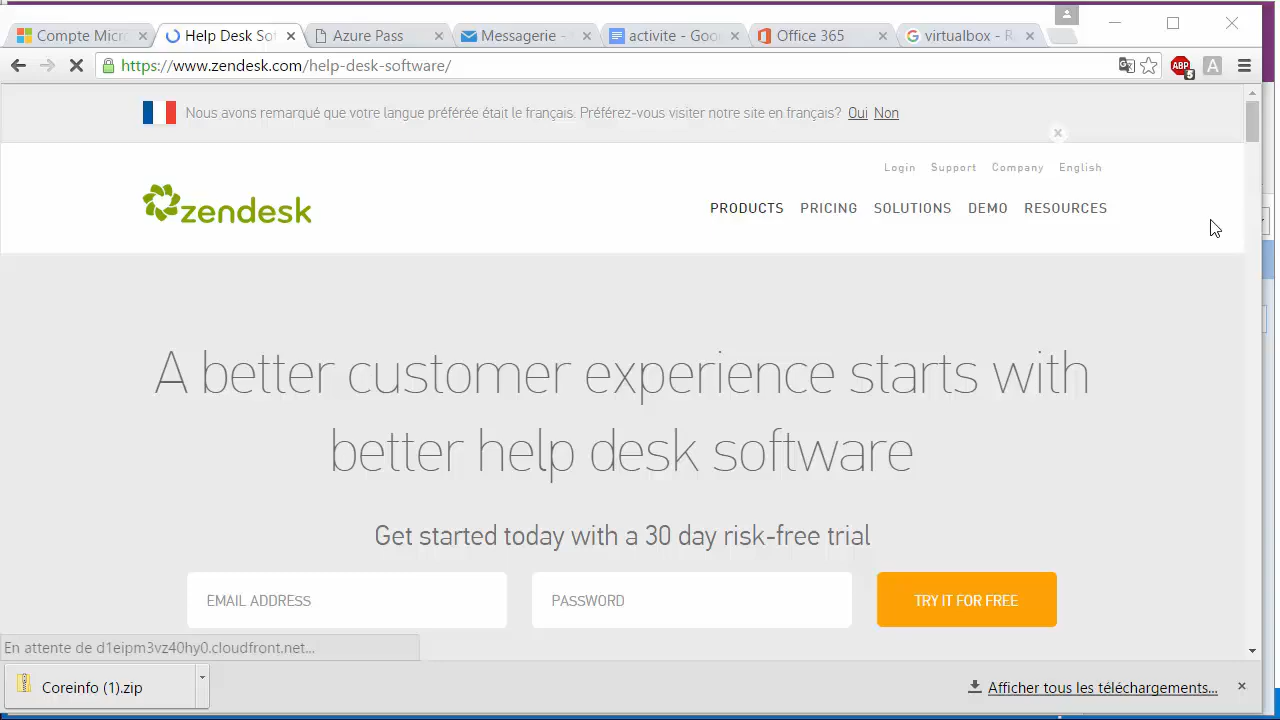 Compte Micro
Help Desk Sof
Azure Pass
Messagerie -
activite - Goo
Office 365
virtualbox - R
https://www.zendesk.com/help-desk-software/
ABP
5
A
Nous avons remarqué que votre langue préférée était le français. Préférez-vous visiter notre site en français? Oui Non
Login Support Company English
zendesk
PRODUCTS PRICING SOLUTIONS DEMO RESOURCES
A better customer experience starts with
better help desk software
Get started today with a 30 day risk-free trial
EMAIL ADDRESS
PASSWORD
TRY IT FOR FREE
En attente de d1eipm3vz40hy0.cloudfront.net...
Coreinfo (1).zip
Afficher tous les téléchargements...